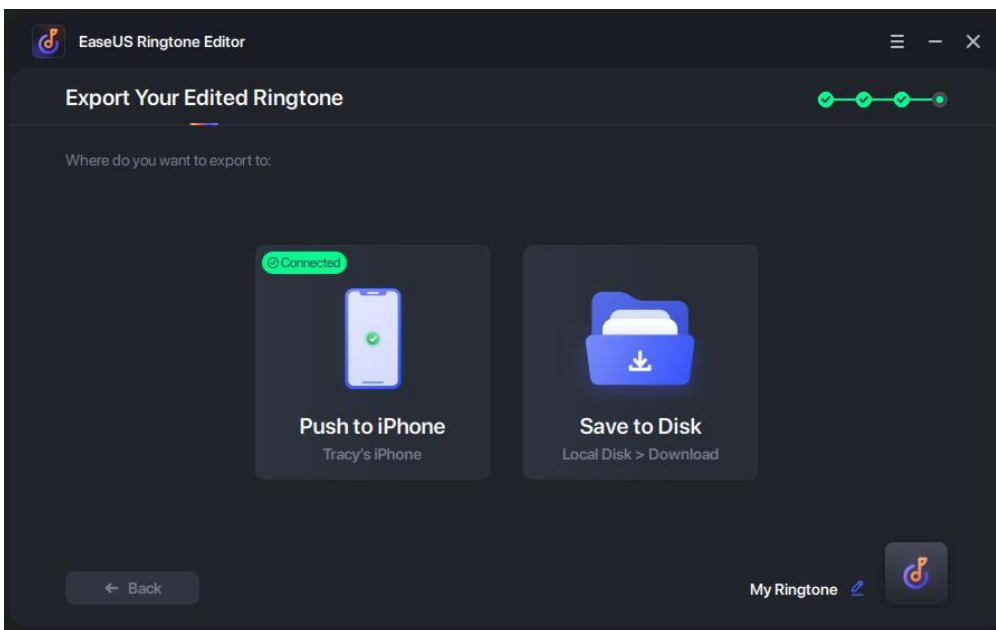 EaseUS Ringtone Editor
Export Your Edited Ringtone
Where do you want to export to:
Connected
Push to iPhone
Tracy's iPhone
Save to Disk
Local Disk > Download
← Back
My Ringtone